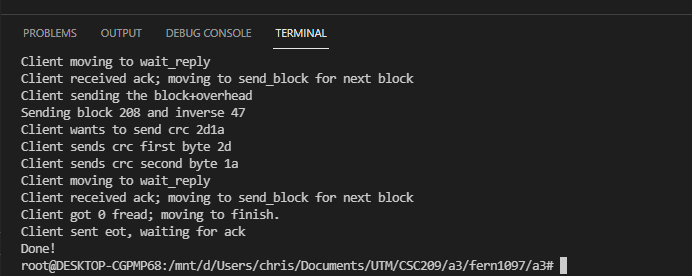 PROBLEMS OUTPUT DEBUG CONSOLE TERMINAL
Client moving to wait_reply
Client received ack; moving to send_block for next block
Client sending the block+overhead
Sending block 208 and inverse 47
Client wants to send crc 2d1a
Client sends crc first byte 2d
Client sends crc second byte 1a
Client moving to wait_reply
Client received ack; moving to send_block for next block
Client got 0 fread; moving to finish.
Client sent eot, waiting for ack
Done!
root@DESKTOP-CGPMP68:/mnt/d/Users/chris/Documents/UTM/CSC209/a3/fern1097/a3#